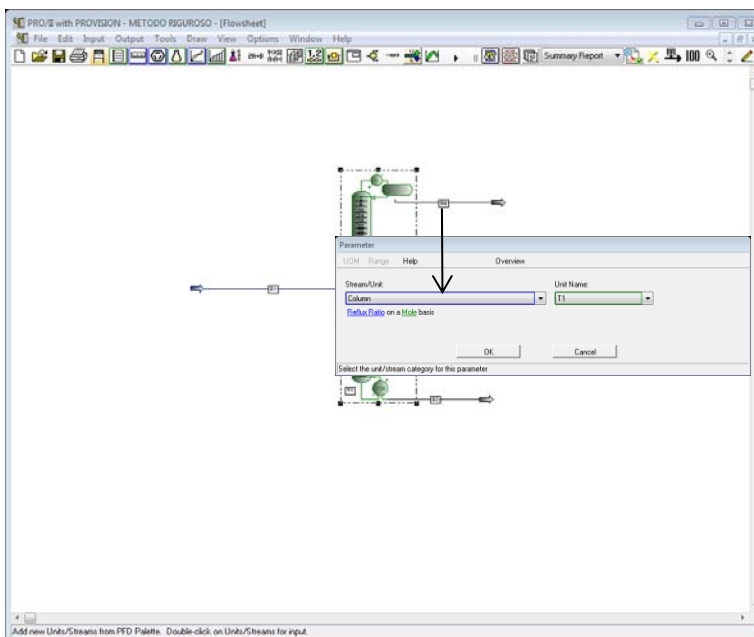 PRO/II with PROVISION - METODO RIGUROSO - [Flowsheet]
File Edit Input Output Tools Draw View Options Window Help
Summary Report
100
Parameter
UOM Range Help Overview
Stream/Unit: Unit Name:
Column T1
Reflux Ratio on a Mole basis
OK Cancel
Select the unit/stream category for this parameter
Add new Units/Streams from PFD Palette. Double-click on Units/Streams for input.